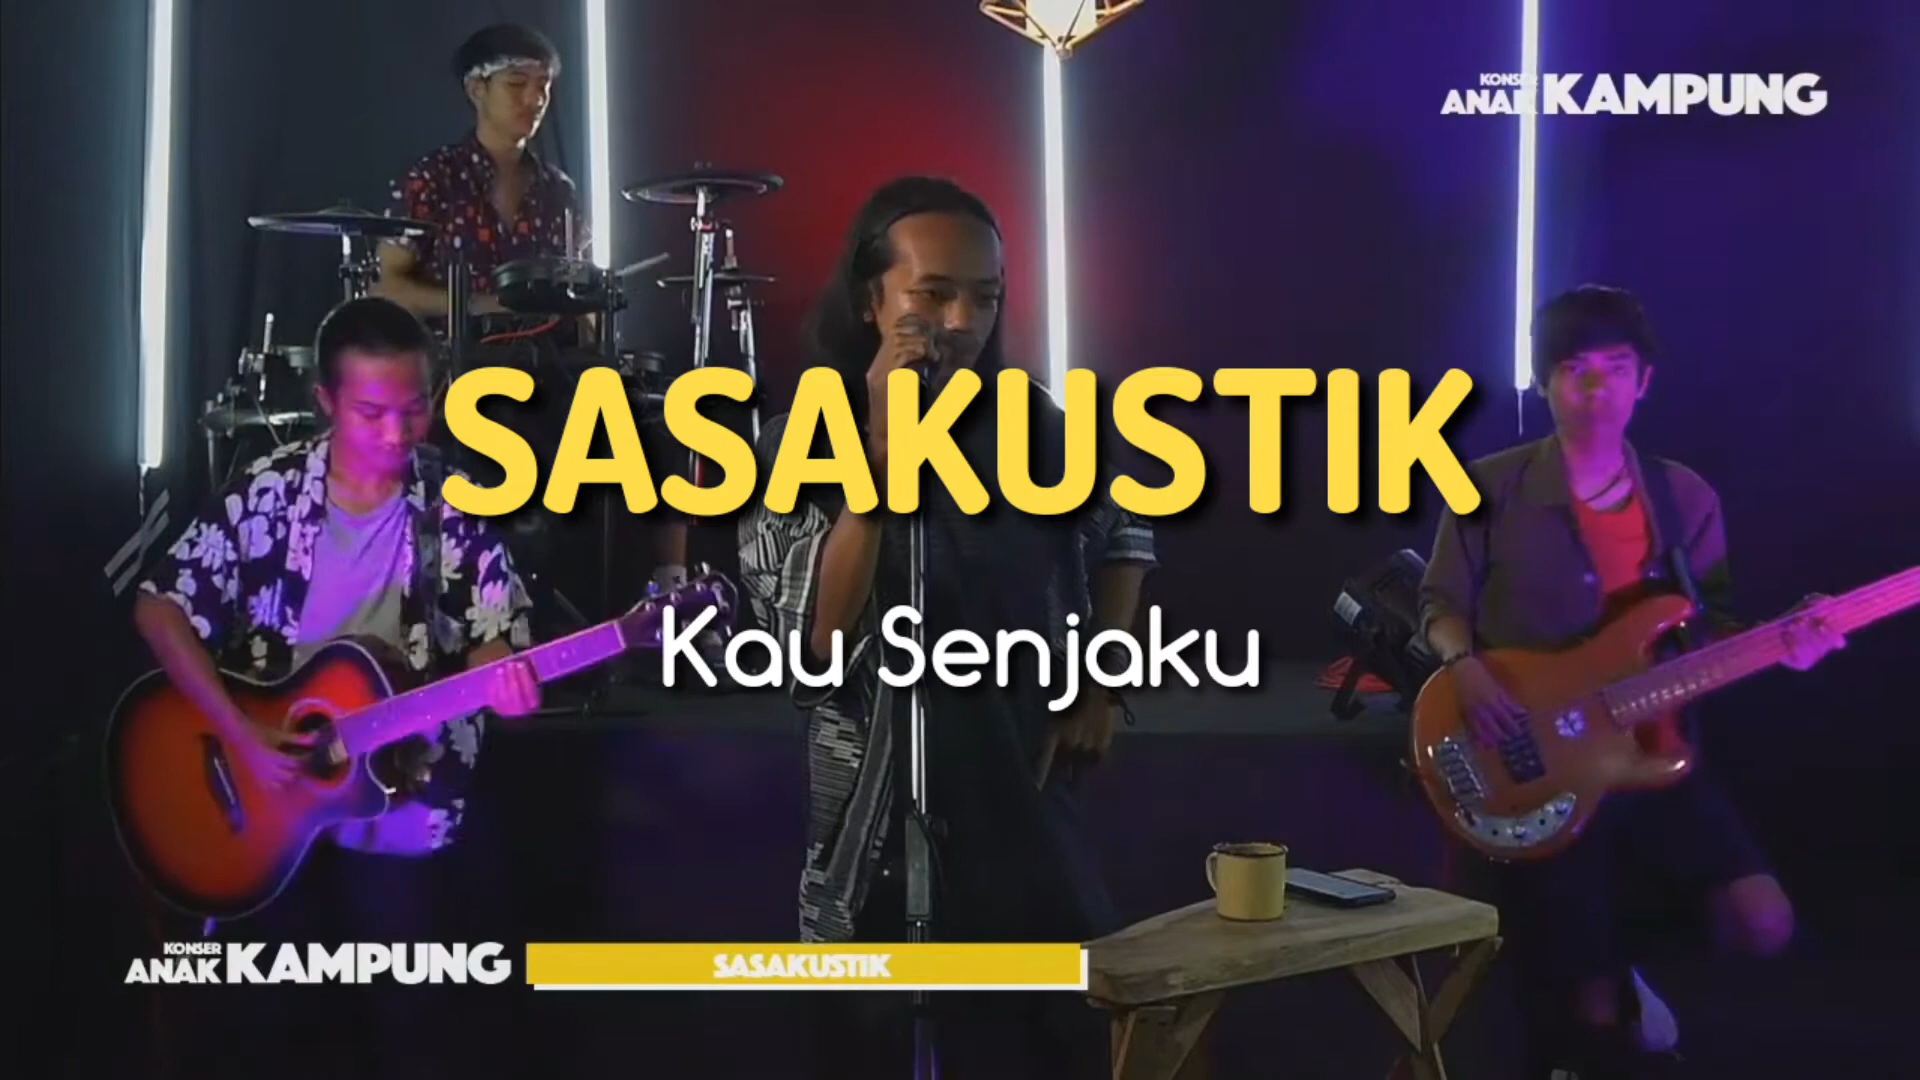 KONSER
ANAK KAMPUNG
SASAKUSTIK
Kau Senjaku
KONSER
ANAK KAMPUNG
SASAKUSTIK